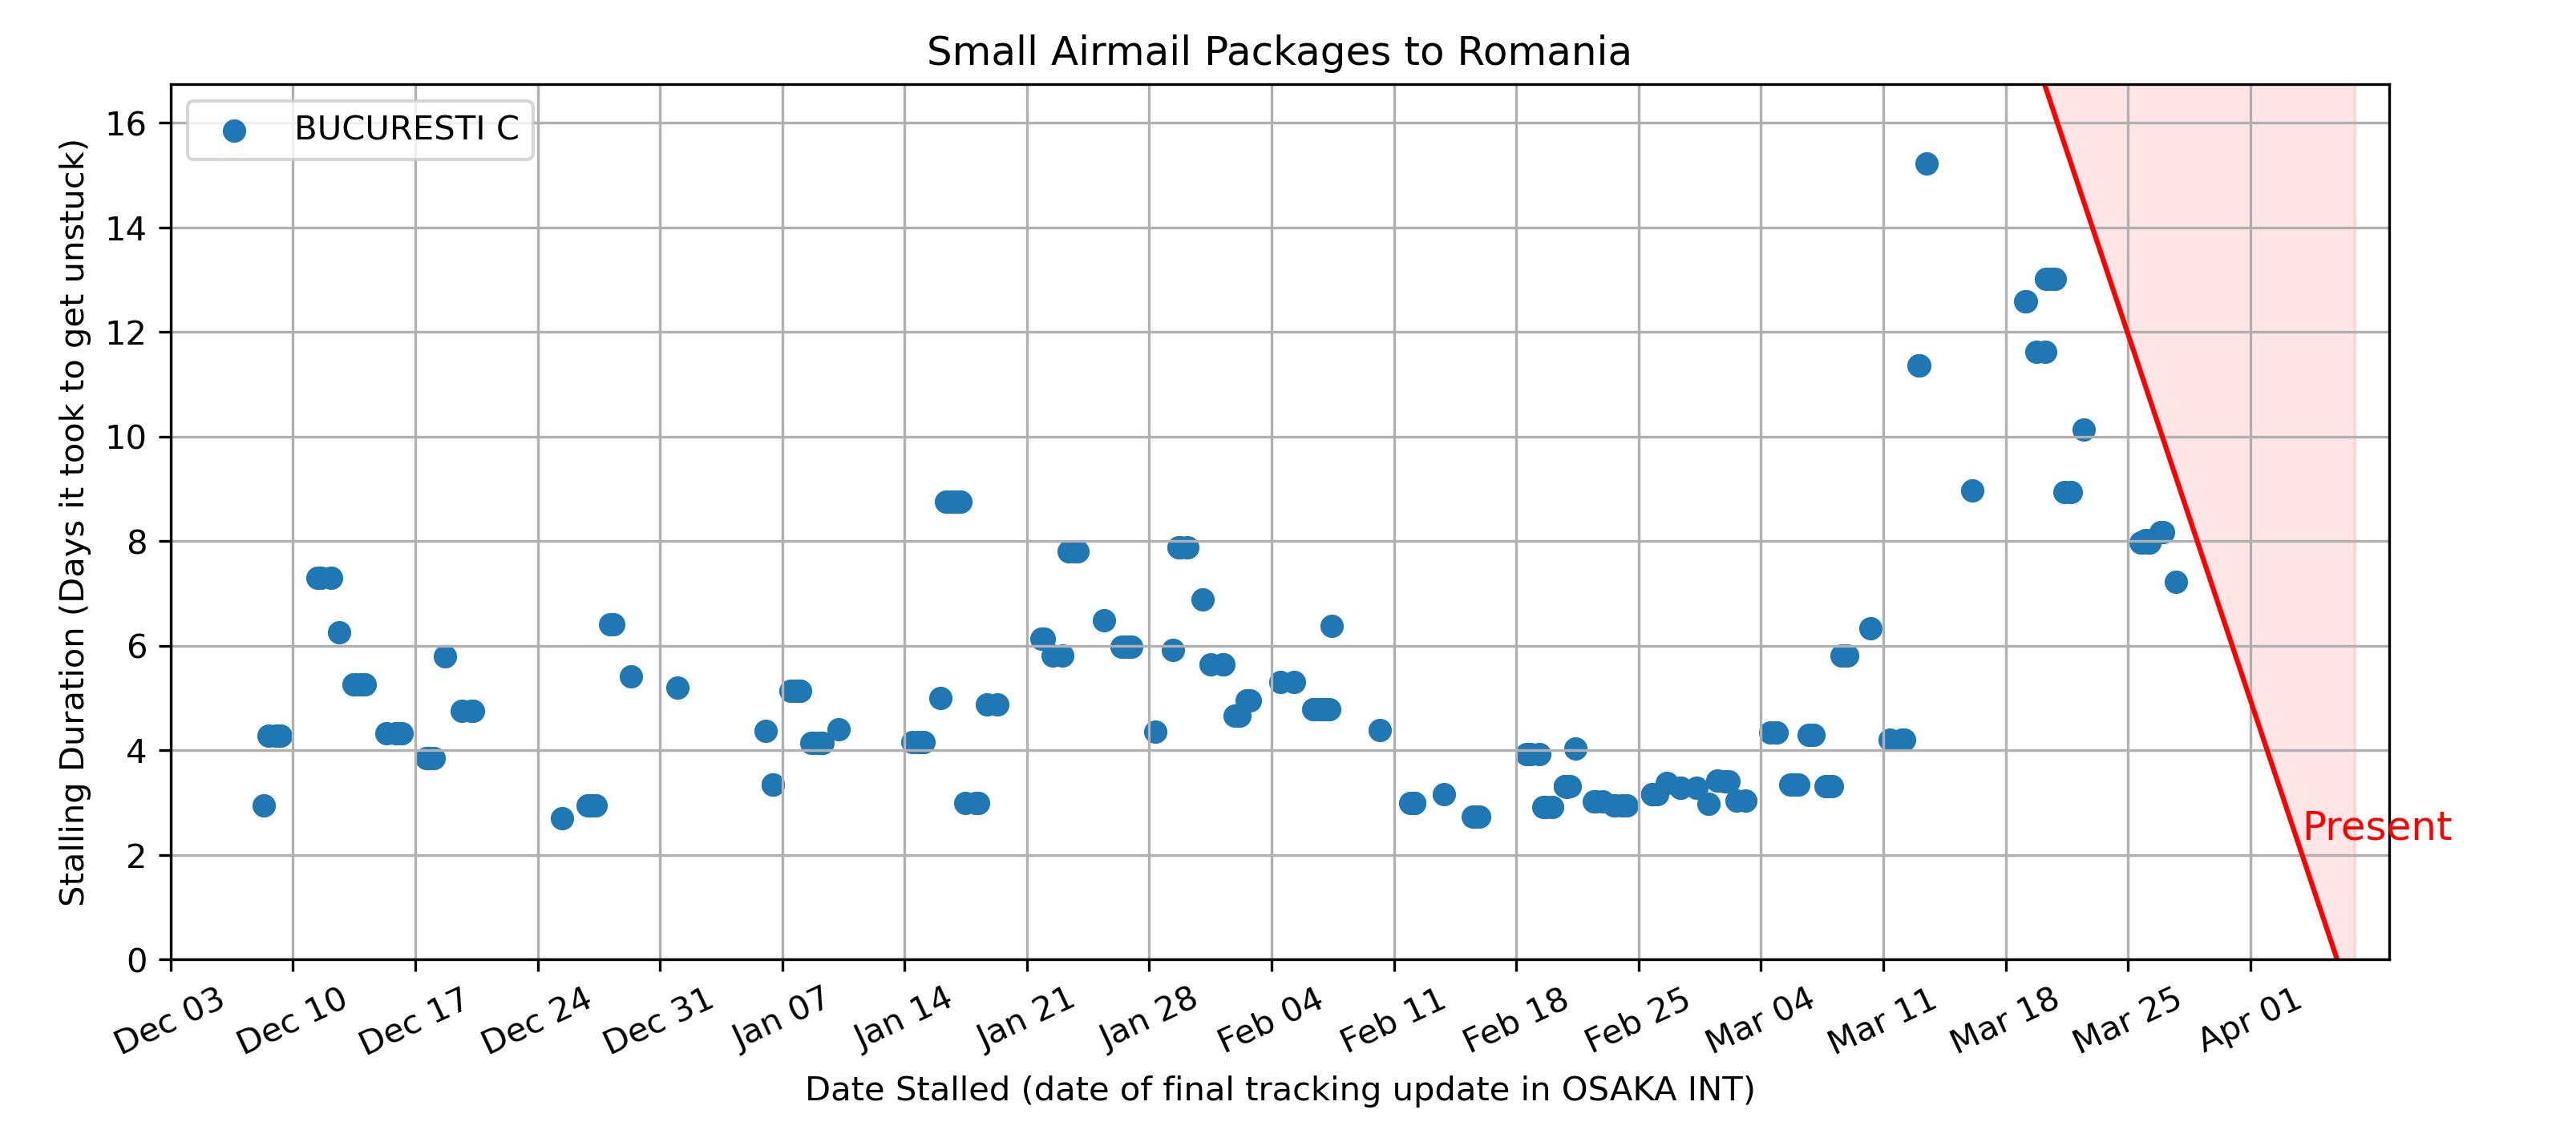 Small Airmail Packages to Romania
BUCURESTI C
Stalling Duration (Days it took to get unstuck)
16
14
12
10
8
6
4
2
0
Present
Dec 03
Dec 10
Dec 17
Dec 24
Dec 31
Jan 07
Jan 14
Jan 21
Jan 28
Feb 04
Feb 11
Feb 18
Feb 25
Mar 04
Mar 11
Mar 18
Mar 25
Apr 01
Date Stalled (date of final tracking update in OSAKA INT)